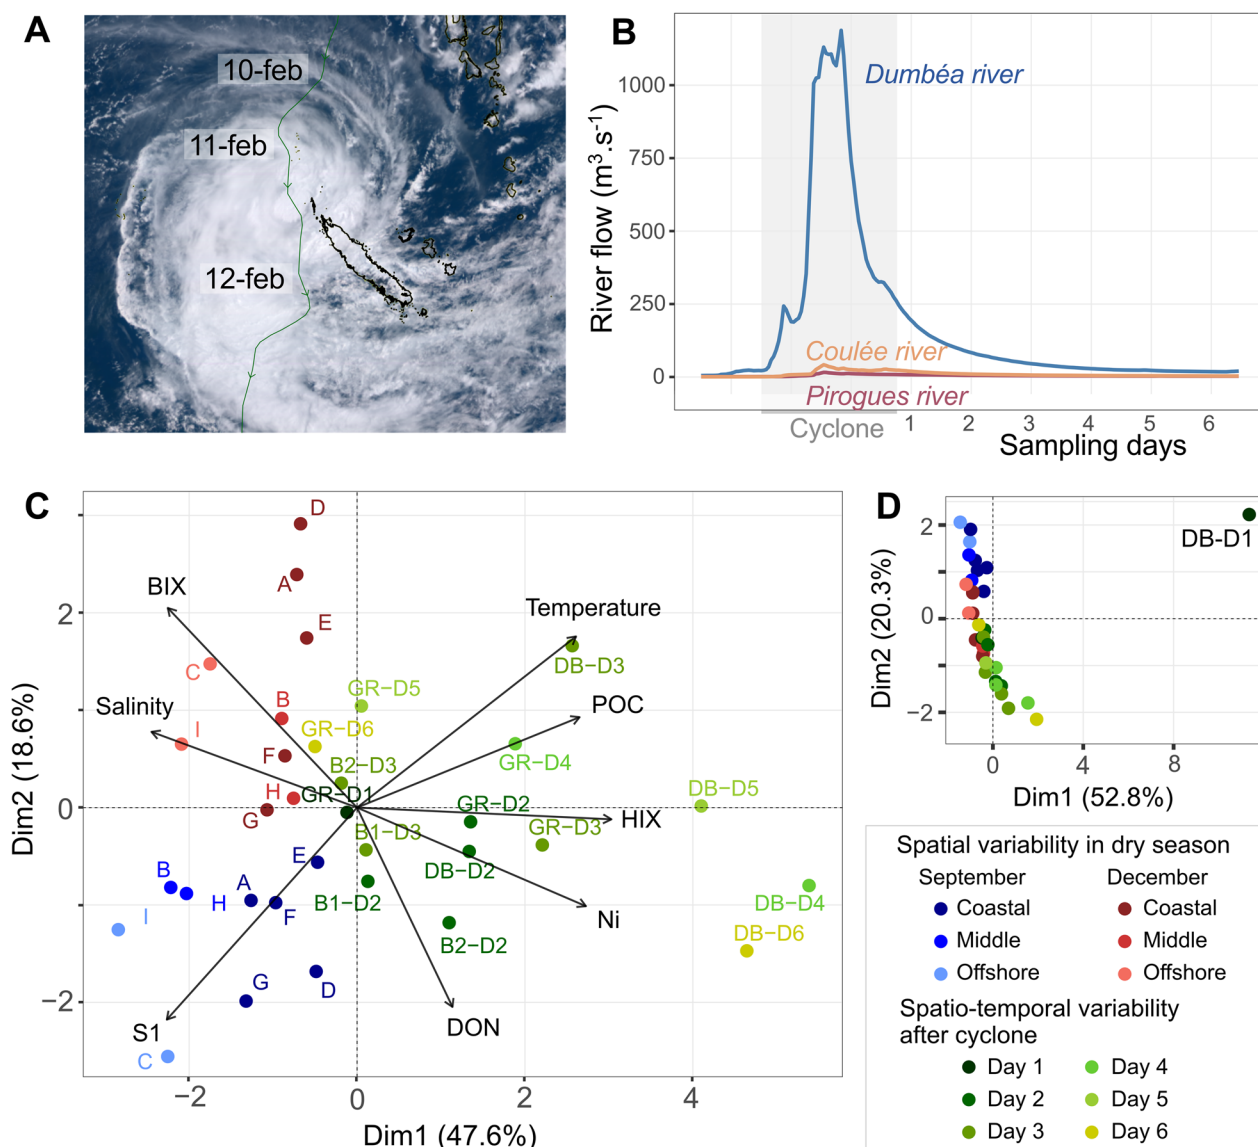 A
10-feb
11-feb
12-feb
B
River flow (m³.s⁻¹)
1000
750
500
250
0
Dumbéa river
Coulée river
Pirogues river
Cyclone
1
2
3
4
5
6
Sampling days
C
Dim2 (18.6%)
2
0
−2
D
A
E
BIX
Temperature
C
DB−D3
B
GR−D5
POC
Salinity
I
GR−D6
F
B2−D3
GR−D4
H
GR−D1
GR−D2
DB−D5
G
B1−D3
GR−D3
HIX
E
B
A
DB−D2
H
F
B1−D2
DB−D4
I
Ni
B2−D2
DB−D6
G
D
S1
DON
C
−2
0
2
4
Dim1 (47.6%)
D
Dim2 (20.3%)
2
0
−2
DB-D1
0
4
8
Dim1 (52.8%)
Spatial variability in dry season
September
December
Coastal
Coastal
Middle
Middle
Offshore
Offshore
Spatio-temporal variability
after cyclone
Day 1
Day 4
Day 2
Day 5
Day 3
Day 6